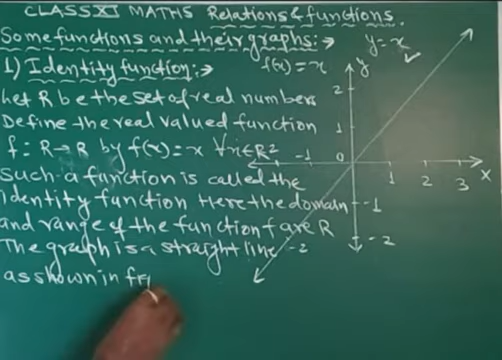 CLASSXI MATHS Relations & functions.
Some functions and their graphs:→
y=x
1) Identity function:→
f(x)=x
y
Let R be the set of real numbers
2
Define the real valued function
1
f: R→R by f(x)=x ∀x∈R
-2 -1 0 1 2 3 X
Such a function is called the
identity function Here the domain
-1
and range of the function f are R
-2
The graph is a straight line
-2
as shown in